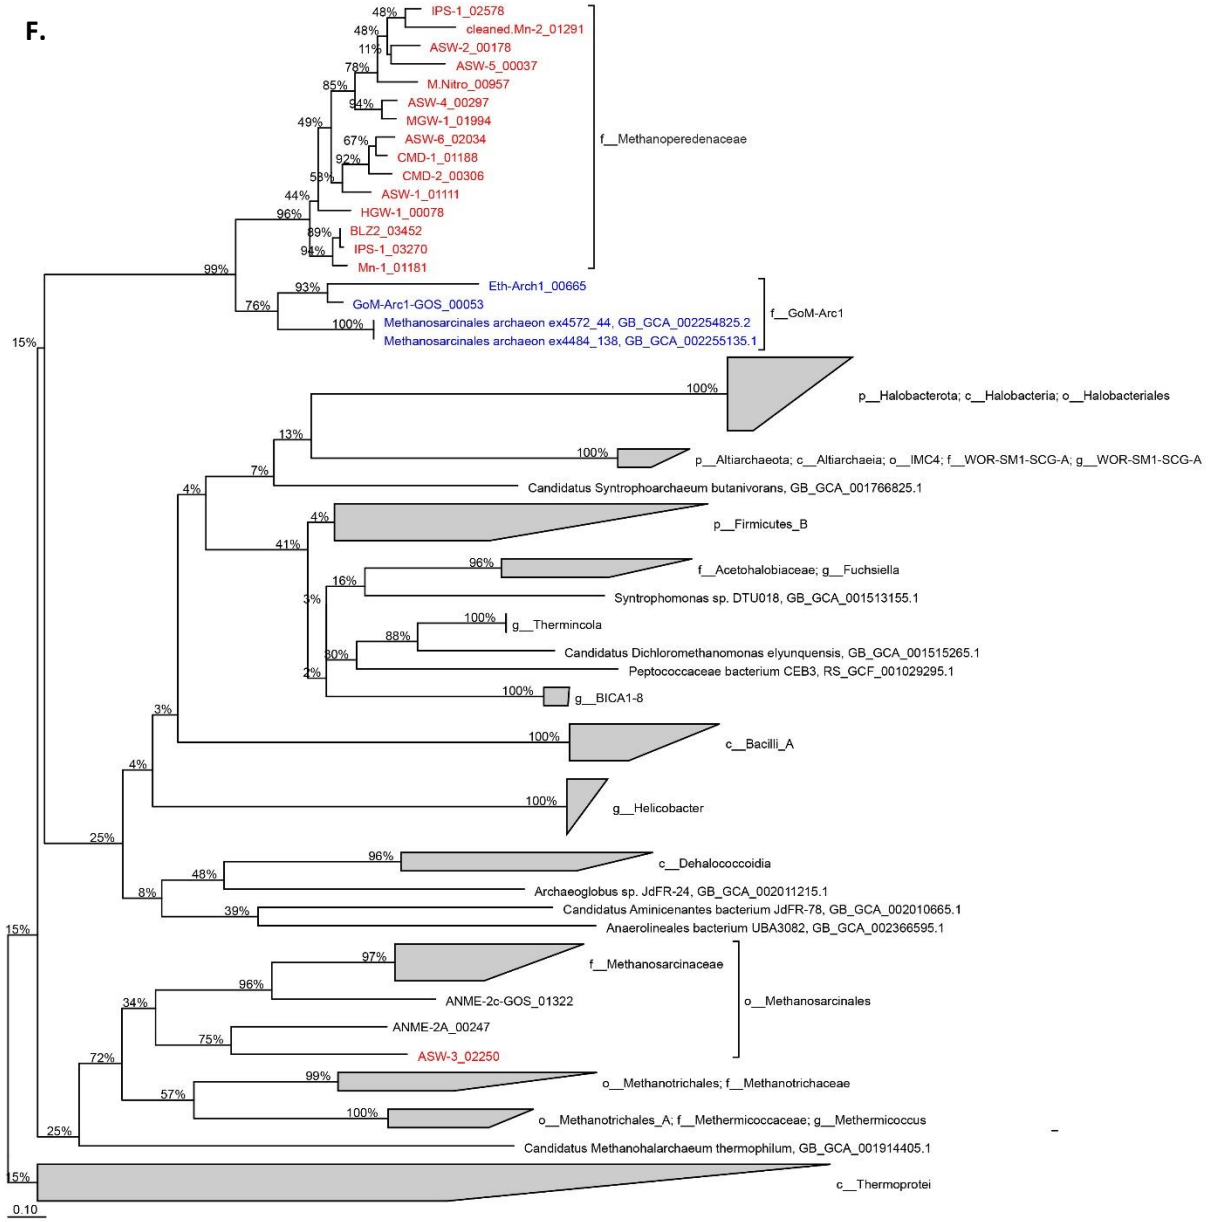 F.
48%
IPS-1_02578
48%
cleaned.Mn-2_01291
11%
ASW-2_00178
ASW-5_00037
78%
M.Nitro_00957
85%
94%
ASW-4_00297
MGW-1_01994
49%
67%
ASW-6_02034
f__Methanoperedenaceae
92%
CMD-1_01188
58%
CMD-2_00306
44%
ASW-1_01111
96%
HGW-1_00078
89%
BLZ2_03452
94%
IPS-1_03270
99%
Mn-1_01181
93%
Eth-Arch1_00665
76%
GoM-Arc1-GOS_00053
f__GoM-Arc1
100%
Methanosarcinales archaeon ex4572_44, GB_GCA_002254825.2
15%
Methanosarcinales archaeon ex4484_138, GB_GCA_002255135.1
100%
p__Halobacterota; c__Halobacteria; o__Halobacteriales
13%
100%
p__Altiarchaeota; c__Altiarchaeia; o__IMC4; f__WOR-SM1-SCG-A; g__WOR-SM1-SCG-A
7%
4%
Candidatus Syntrophoarchaeum butanivorans, GB_GCA_001766825.1
4%
p__Firmicutes_B
41%
96%
f__Acetohalobiaceae; g__Fuchsiella
16%
3%
Syntrophomonas sp. DTU018, GB_GCA_001513155.1
100%
g__Thermincola
88%
30%
Candidatus Dichloromethanomonas elyunquensis, GB_GCA_001515265.1
2%
Peptococcaceae bacterium CEB3, RS_GCF_001029295.1
100%
g__BICA1-8
3%
100%
c__Bacilli_A
4%
100%
g__Helicobacter
25%
96%
c__Dehalococcoidia
48%
8%
Archaeoglobus sp. JdFR-24, GB_GCA_002011215.1
39%
Candidatus Aminicenantes bacterium JdFR-78, GB_GCA_002010665.1
Anaerolineales bacterium UBA3082, GB_GCA_002366595.1
15%
97%
f__Methanosarcinaceae
96%
34%
ANME-2c-GOS_01322
o__Methanosarcinales
75%
ANME-2A_00247
72%
ASW-3_02250
99%
o__Methanotrichales; f__Methanotrichaceae
57%
100%
o__Methanotrichales_A; f__Methermicoccaceae; g__Methermicoccus
25%
Candidatus Methanohalarchaeum thermophilum, GB_GCA_001914405.1
15%
c__Thermoprotei
0.10